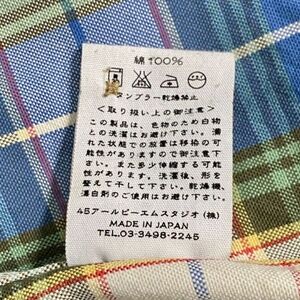 綿 100%
タンブラー乾燥禁止
<取り扱い上の御注意>
この製品は、色物のため白物
との洗濯はお避け下さい。濡
れた状態での放置は移染の可
能性がありますので御注意下
さい。また多少伸縮する可能
性があります。洗濯後、形を
整えて干して下さい。乾燥機、
漂白剤のご使用はお避け下さい。
45アールピーエムスタジオ(株)
MADE IN JAPAN
TEL.03-3498-2245